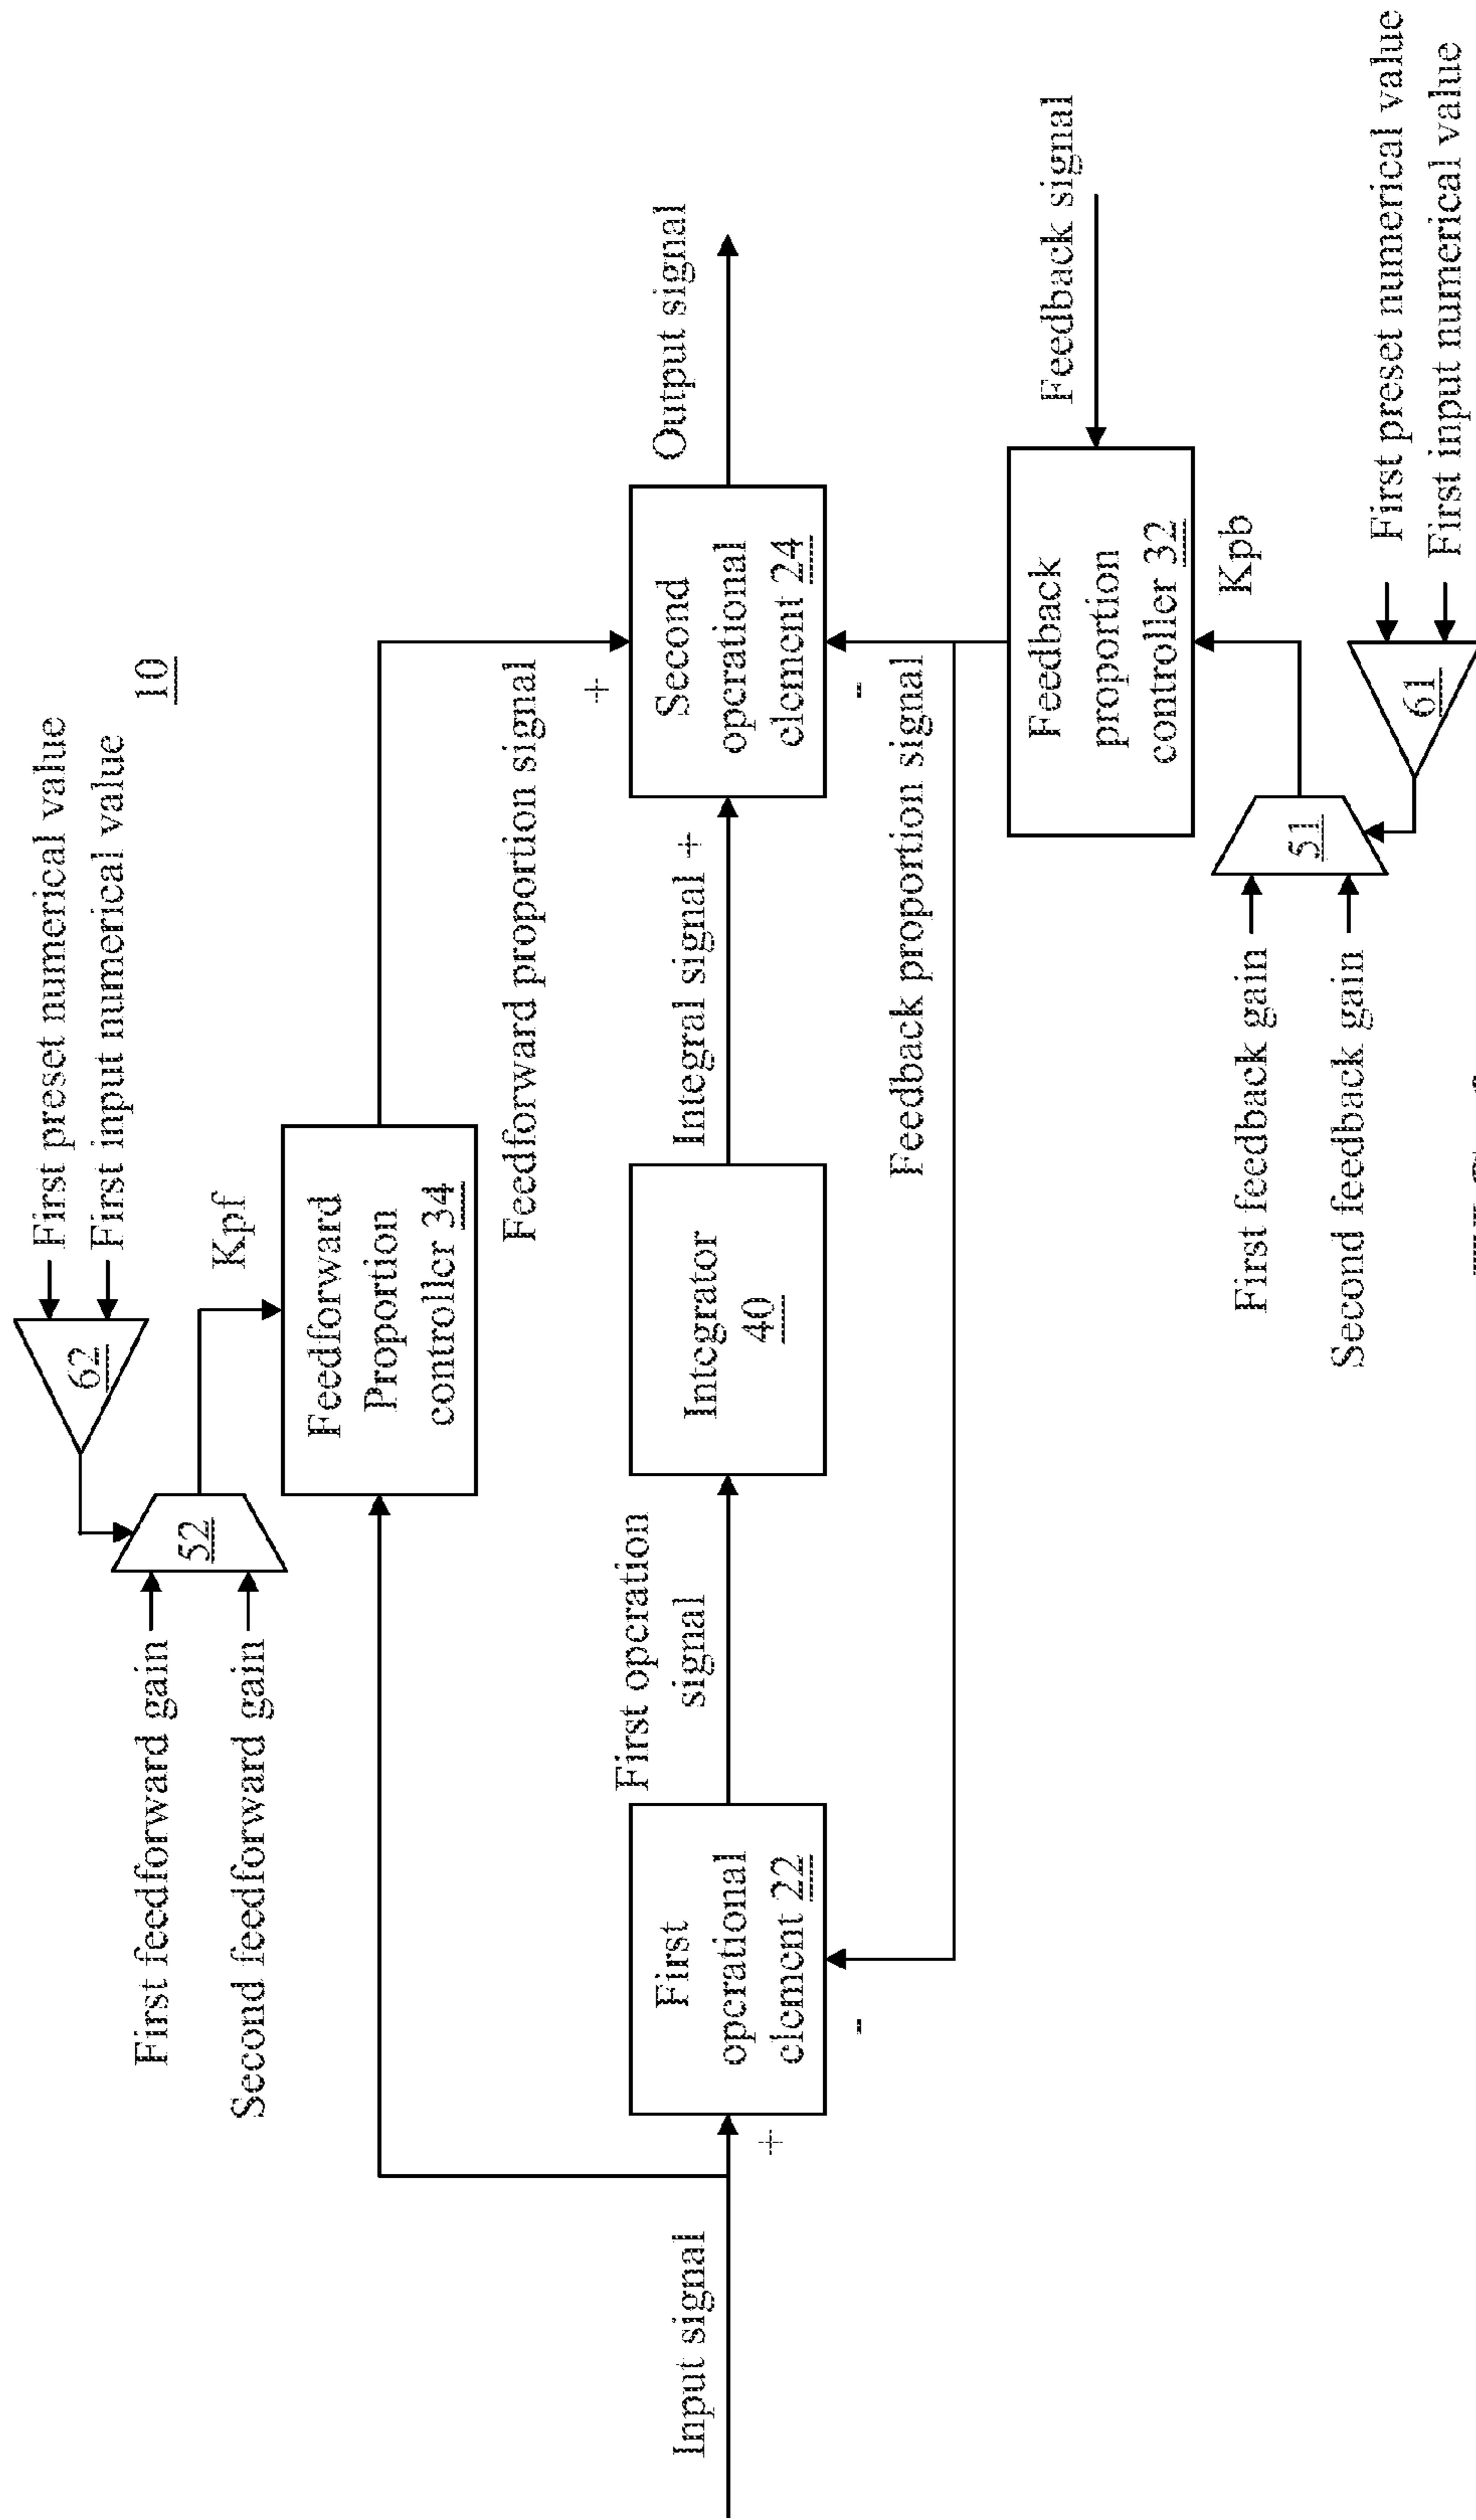 First preset numerical value
First input numerical value
10
62
Kpf
52
First feedforward gain
Second feedforward gain
Feedforward
Proportion
controller 34
Feedforward proportion signal
+
Input signal
+
First
operational
element 22
-
First operation
signal
Integrator
40
Integral signal +
Second
operational
element 24
-
Output signal
Feedback proportion signal
Feedback signal
Feedback
proportion
controller 32
Kpb
First feedback gain
Second feedback gain
51
61
First preset numerical value
First input numerical value